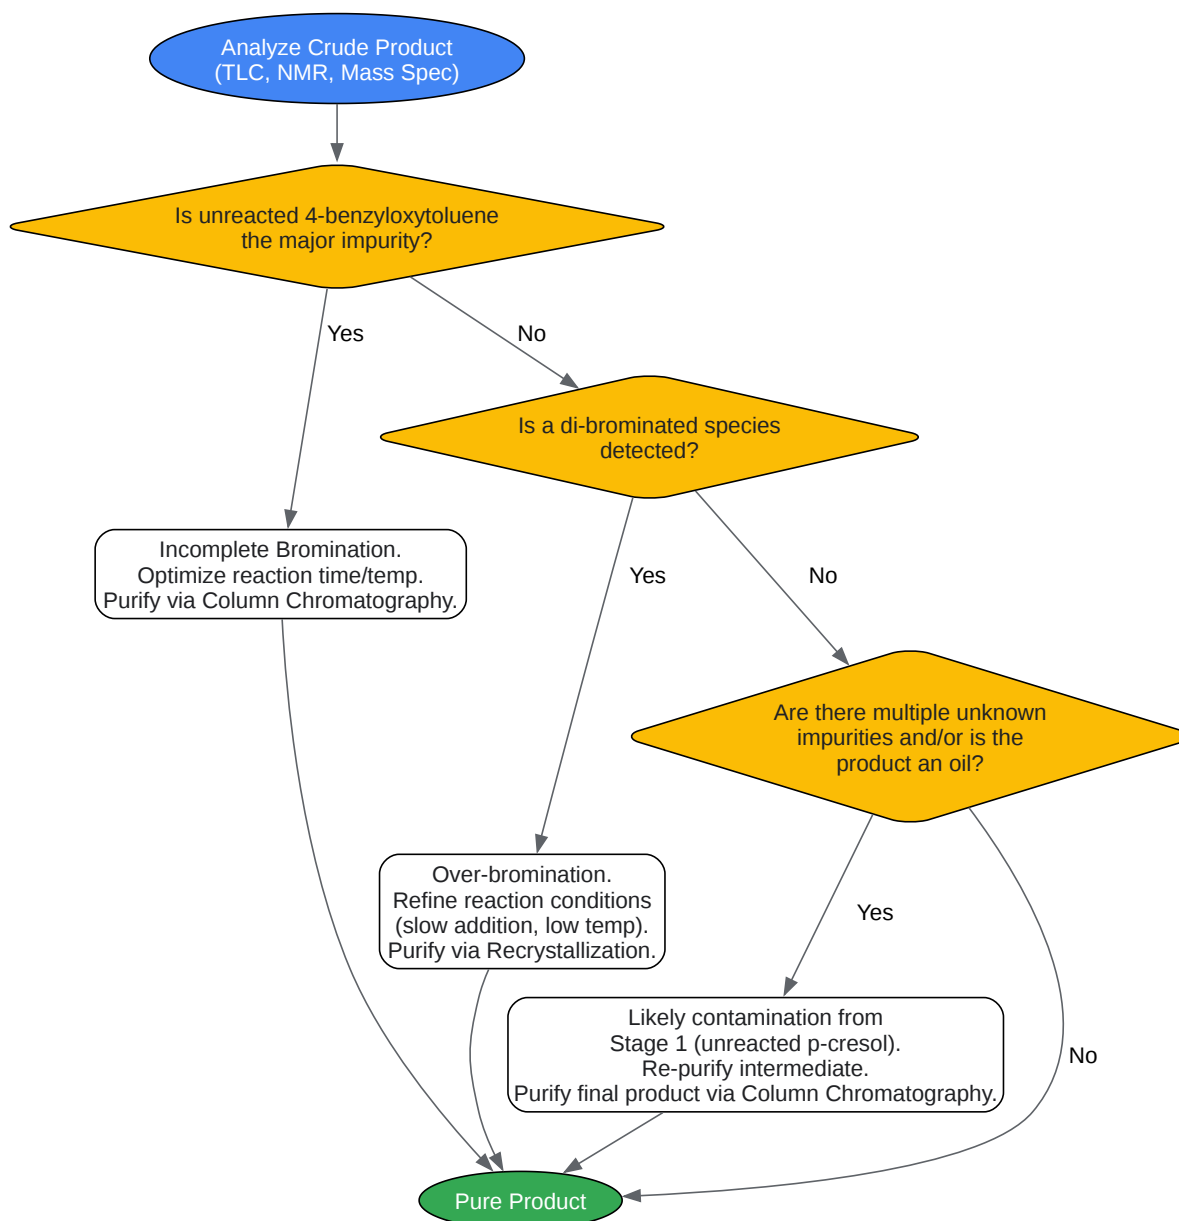 Analyze Crude Product
(TLC, NMR, Mass Spec)
Is unreacted 4-benzyloxytoluene
the major impurity?
Yes
No
Is a di-brominated species
detected?
Incomplete Bromination.
Optimize reaction time/temp.
Purify via Column Chromatography.
Yes
No
Are there multiple unknown
impurities and/or is the
product an oil?
Over-bromination.
Refine reaction conditions
(slow addition, low temp).
Purify via Recrystallization.
Yes
No
Likely contamination from
Stage 1 (unreacted p-cresol).
Re-purify intermediate.
Purify final product via Column Chromatography.
Pure Product